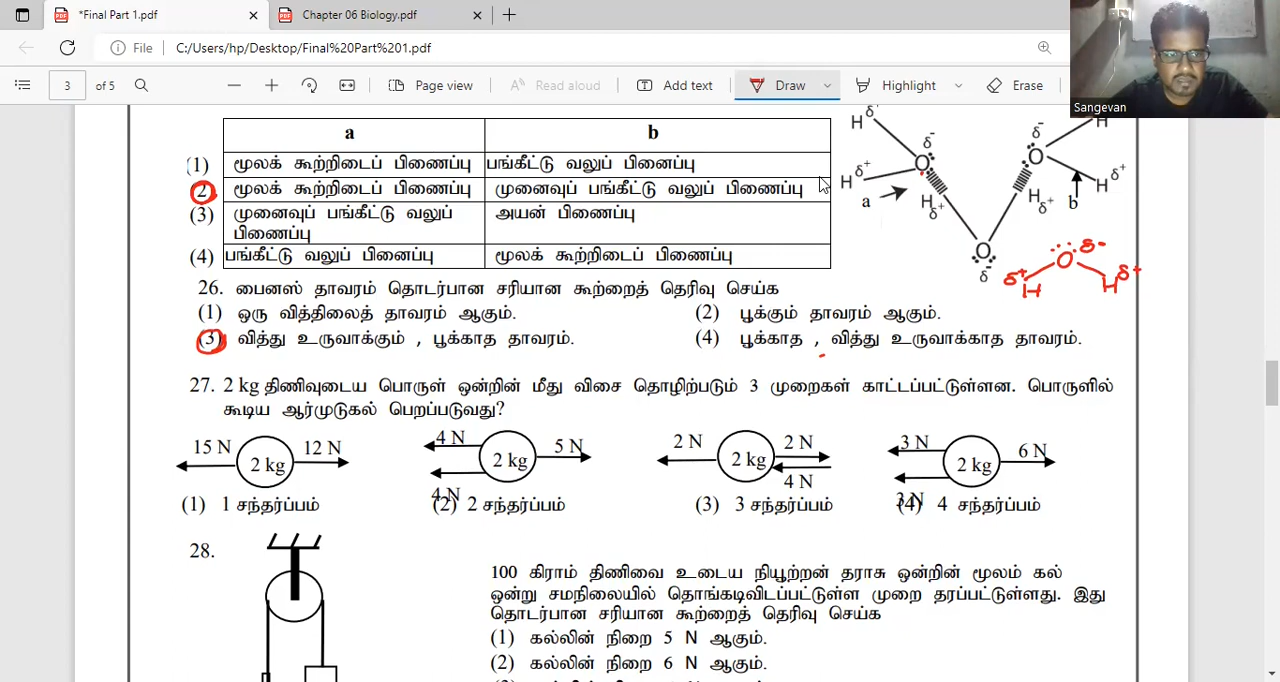 *Final Part 1.pdf
Chapter 06 Biology.pdf
File C:/Users/hp/Desktop/Final%20Part%201.pdf
3 of 5 Page view Read aloud Add text Draw Highlight Erase
Sangevan
a b
(1) மூலக் கூற்றிடைப் பிணைப்பு பங்கீட்டு வலுப் பினைப்பு
(2) மூலக் கூற்றிடைப் பிணைப்பு முனைவுப் பங்கீட்டு வலுப் பிணைப்பு
(3) முனைவுப் பங்கீட்டு வலுப் அயன் பிணைப்பு
பிணைப்பு
(4) பங்கீட்டு வலுப் பினைப்பு மூலக் கூற்றிடைப் பிணைப்பு
H δ+ δ- O δ- O H
H δ+ H δ+
a H δ+ H δ+ b
O δ-
δ+ H O δ- H δ+
26. பைனஸ் தாவரம் தொடர்பான சரியான கூற்றைத் தெரிவு செய்க
(1) ஒரு வித்திலைத் தாவரம் ஆகும். (2) பூக்கும் தாவரம் ஆகும்.
(3) வித்து உருவாக்கும் , பூக்காத தாவரம். (4) பூக்காத , வித்து உருவாக்காத தாவரம்.
27. 2 kg திணிவுடைய பொருள் ஒன்றின் மீது விசை தொழிற்படும் 3 முறைகள் காட்டப்பட்டுள்ளன. பொருளில்
கூடிய ஆர்முடுகல் பெறப்படுவது?
15 N 2 kg 12 N 4 N 2 kg 5 N 2 N 2 kg 2 N 3 N 2 kg 6 N
4 N 4 N 3 N
(1) 1 சந்தர்ப்பம் (2) 2 சந்தர்ப்பம் (3) 3 சந்தர்ப்பம் (4) 4 சந்தர்ப்பம்
28.
100 கிராம் திணிவை உடைய நியூற்றன் தராசு ஒன்றின் மூலம் கல்
ஒன்று சமநிலையில் தொங்கடிவிடப்பட்டுள்ள முறை தரப்பட்டுள்ளது. இது
தொடர்பான சரியான கூற்றைத் தெரிவு செய்க
(1) கல்லின் நிறை 5 N ஆகும்.
(2) கல்லின் நிறை 6 N ஆகும்.